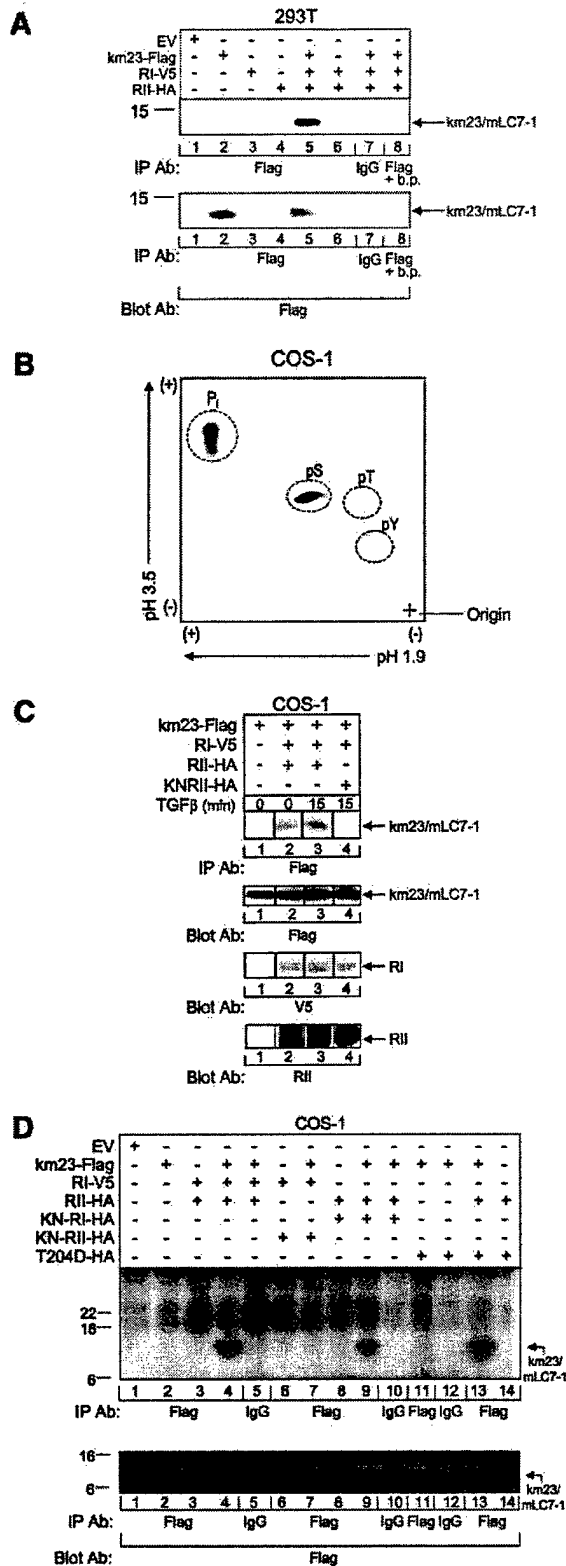 A
293T
EV + - - - - - - -
km23-Flag - + - - + - + +
RI-V5 - - + - + + + +
RII-HA - - - + + + + +
15
km23/mLC7-1
1 2 3 4 5 6 7 8
IP Ab: Flag IgG Flag + b.p.
15
km23/mLC7-1
1 2 3 4 5 6 7 8
IP Ab: Flag IgG Flag + b.p.
Blot Ab: Flag
B
COS-1
(+)
Pi
pS
pT
pY
pH 3.5
(-)
Origin
(+) (-)
pH 1.9
C
COS-1
km23-Flag + + + +
RI-V5 - + + +
RII-HA - + + -
KNRII-HA - - - +
TGFβ (min) 0 0 15 15
km23/mLC7-1
1 2 3 4
IP Ab: Flag
km23/mLC7-1
1 2 3 4
Blot Ab: Flag
RI
1 2 3 4
Blot Ab: V5
RII
1 2 3 4
Blot Ab: RII
D
COS-1
EV + - - - - - - - - - - - - -
km23-Flag - + - + + - + - + + + + + -
RI-V5 - - + + + + + - - - - - - -
RII-HA - - + + + - - + + + - - + +
KN-RI-HA - - - - - - - + + + - - - -
KN-RII-HA - - - - - + + - - - - - - -
T204D-HA - - - - - - - - - - + + + +
22
18
km23/
mLC7-1
6
1 2 3 4 5 6 7 8 9 10 11 12 13 14
IP Ab: Flag IgG Flag IgG Flag IgG Flag
16
km23/
mLC7-1
6
1 2 3 4 5 6 7 8 9 10 11 12 13 14
IP Ab: Flag IgG Flag IgG Flag IgG Flag
Blot Ab: Flag